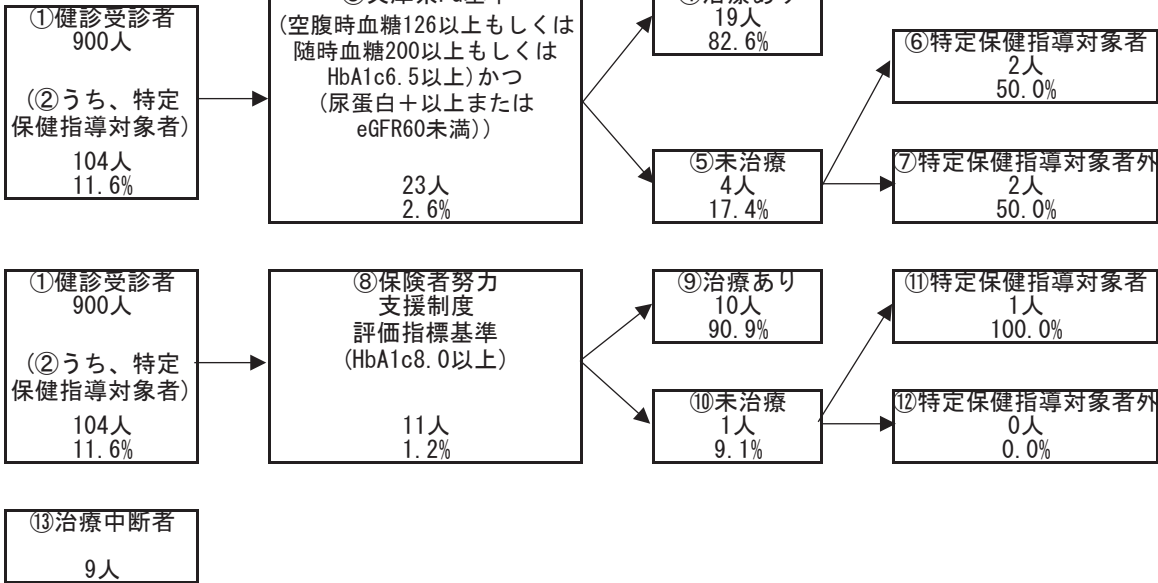 ①健診受診者
900人
(②うち、特定
保健指導対象者)
104人
11.6%
(空腹時血糖126以上もしくは
随時血糖200以上もしくは
HbA1c6.5以上)かつ
(尿蛋白+以上または
eGFR60未満))
23人
2.6%
19人
82.6%
⑤未治療
4人
17.4%
⑥特定保健指導対象者
2人
50.0%
⑦特定保健指導対象者外
2人
50.0%
①健診受診者
900人
(②うち、特定
保健指導対象者)
104人
11.6%
⑧保険者努力
支援制度
評価指標基準
(HbA1c8.0以上)
11人
1.2%
⑨治療あり
10人
90.9%
⑩未治療
1人
9.1%
⑪特定保健指導対象者
1人
100.0%
⑫特定保健指導対象者外
0人
0.0%
⑬治療中断者
9人